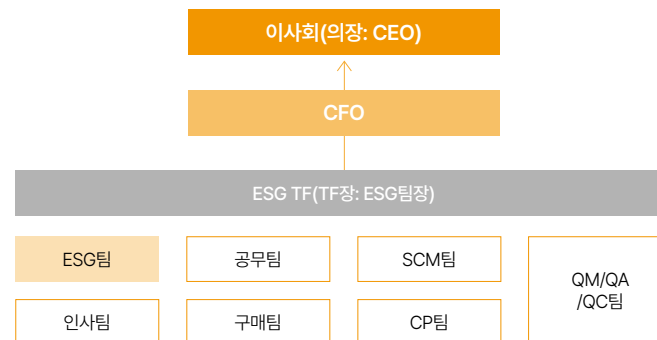 이사회(의장: CEO)
CFO
ESG TF(TF장: ESG팀장)
ESG팀
공무팀
SCM팀
QM/QA
/QC팀
인사팀
구매팀
CP팀